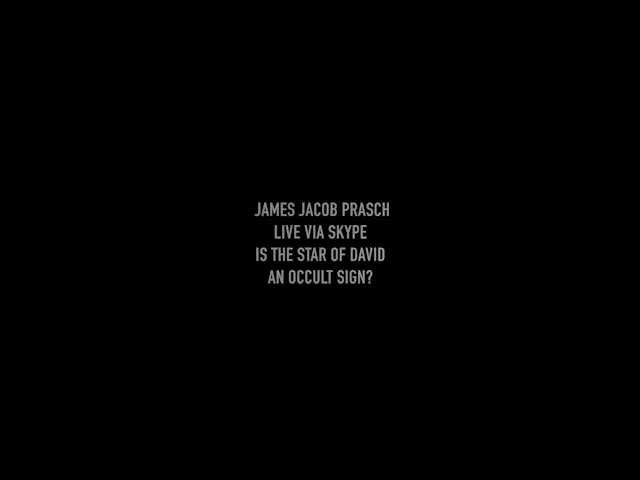 JAMES JACOB PRASCH
LIVE VIA SKYPE
IS THE STAR OF DAVID
AN OCCULT SIGN?